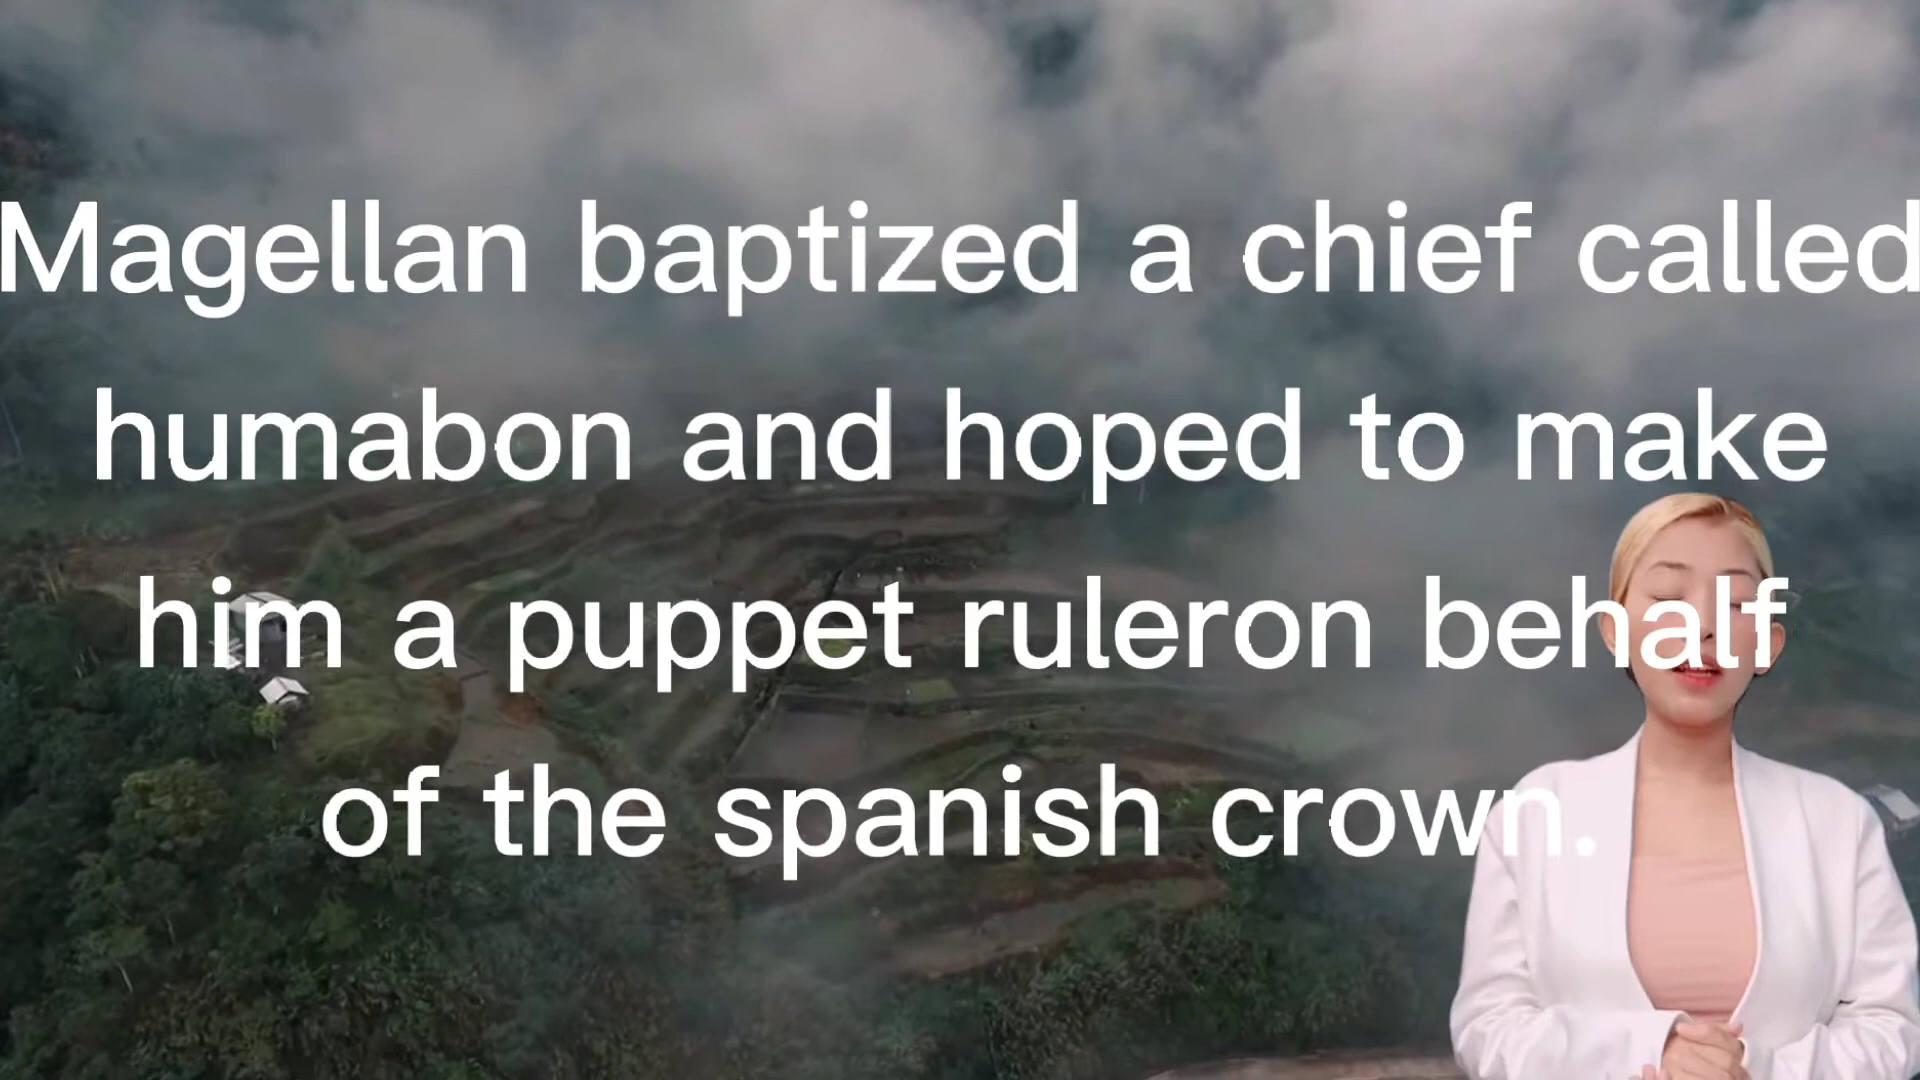 Magellan baptized a chief called
humabon and hoped to make
him a puppet ruleron behalf
of the spanish crown.